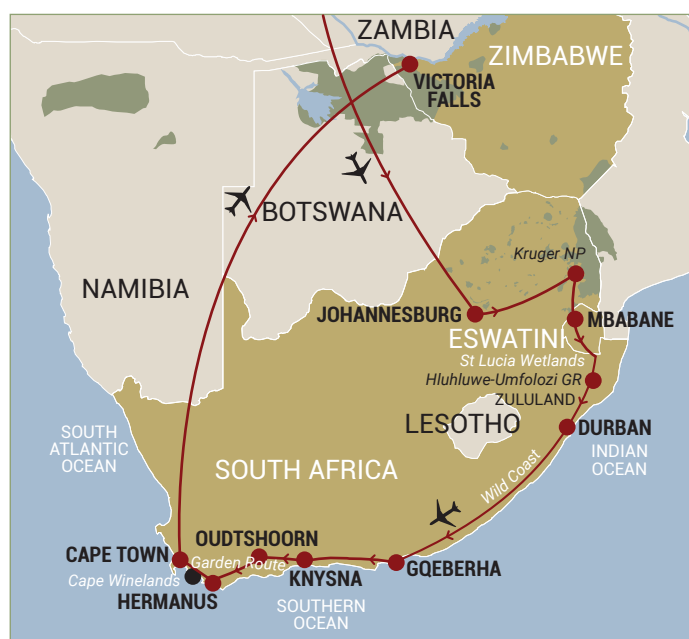 ZAMBIA
ZIMBABWE
VICTORIA
FALLS
BOTSWANA
Kruger NP
NAMIBIA
JOHANNESBURG
MBABANE
ESWATINI
St Lucia Wetlands
Hluhluwe-Umfolozi GR
ZULULAND
LESOTHO
DURBAN
SOUTH
ATLANTIC
OCEAN
INDIAN
OCEAN
SOUTH AFRICA
Wild Coast
OUDTSHOORN
CAPE TOWN
Garden Route
GQEBERHA
KNYSNA
Cape Winelands
HERMANUS
SOUTHERN
OCEAN